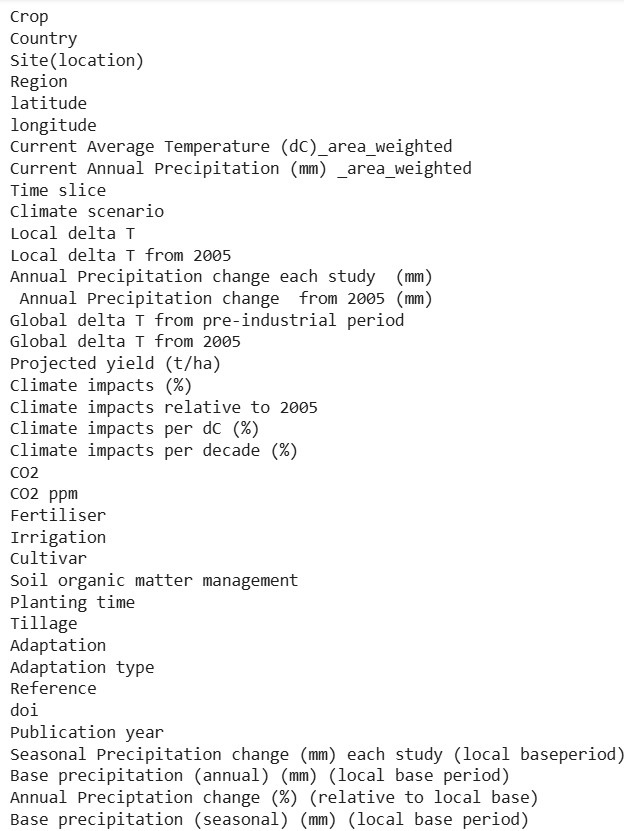 Crop
Country
Site(location)
Region
latitude
longitude
Current Average Temperature (dC)_area_weighted
Current Annual Precipitation (mm) _area_weighted
Time slice
Climate scenario
Local delta T
Local delta T from 2005
Annual Precipitation change each study  (mm)
 Annual Precipitation change  from 2005 (mm)
Global delta T from pre-industrial period
Global delta T from 2005
Projected yield (t/ha)
Climate impacts (%)
Climate impacts relative to 2005
Climate impacts per dC (%)
Climate impacts per decade (%)
CO2
CO2 ppm
Fertiliser
Irrigation
Cultivar
Soil organic matter management
Planting time
Tillage
Adaptation
Adaptation type
Reference
doi
Publication year
Seasonal Precipitation change (mm) each study (local baseperiod)
Base precipitation (annual) (mm) (local base period)
Annual Preciptation change (%) (relative to local base)
Base precipitation (seasonal) (mm) (local base period)